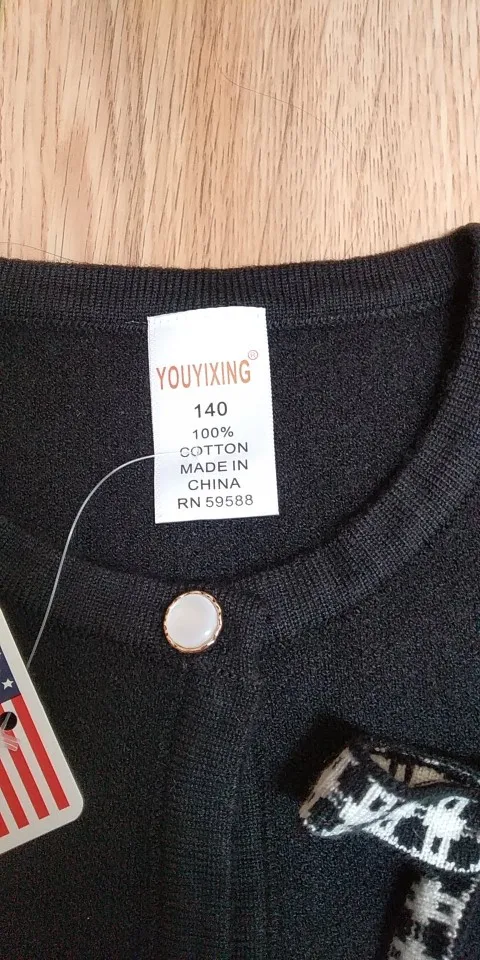 YOUYIXING®
140
100%
COTTON
MADE IN
CHINA
RN 59588